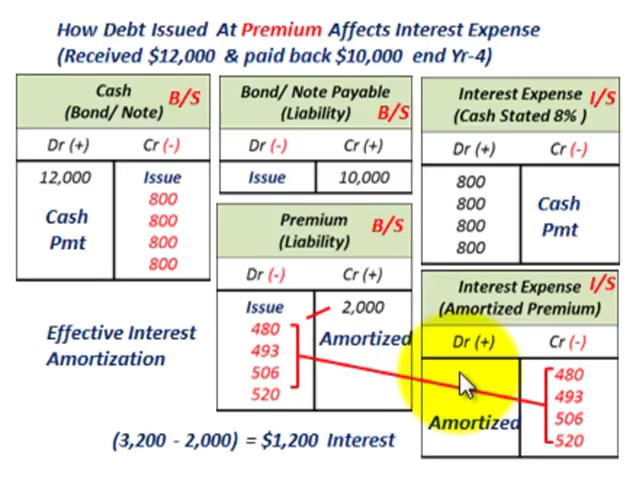 How Debt Issued At Premium Affects Interest Expense
(Received $12,000 & paid back $10,000 end Yr-4)
Cash
(Bond/ Note)
B/S
Dr (+) Cr (-)
12,000 Issue
Cash
Pmt
800
800
800
800
Bond/ Note Payable
(Liability) B/S
Dr (-) Cr (+)
Issue 10,000
Premium
(Liability)
B/S
Dr (-) Cr (+)
Issue 2,000
480
493
506
520
Amortized
Interest Expense I/S
(Cash Stated 8% )
Dr (+) Cr (-)
800
800
800
800
Cash
Pmt
Interest Expense I/S
(Amortized Premium)
Dr (+) Cr (-)
Amortized
480
493
506
520
Effective Interest
Amortization
(3,200 - 2,000) = $1,200 Interest